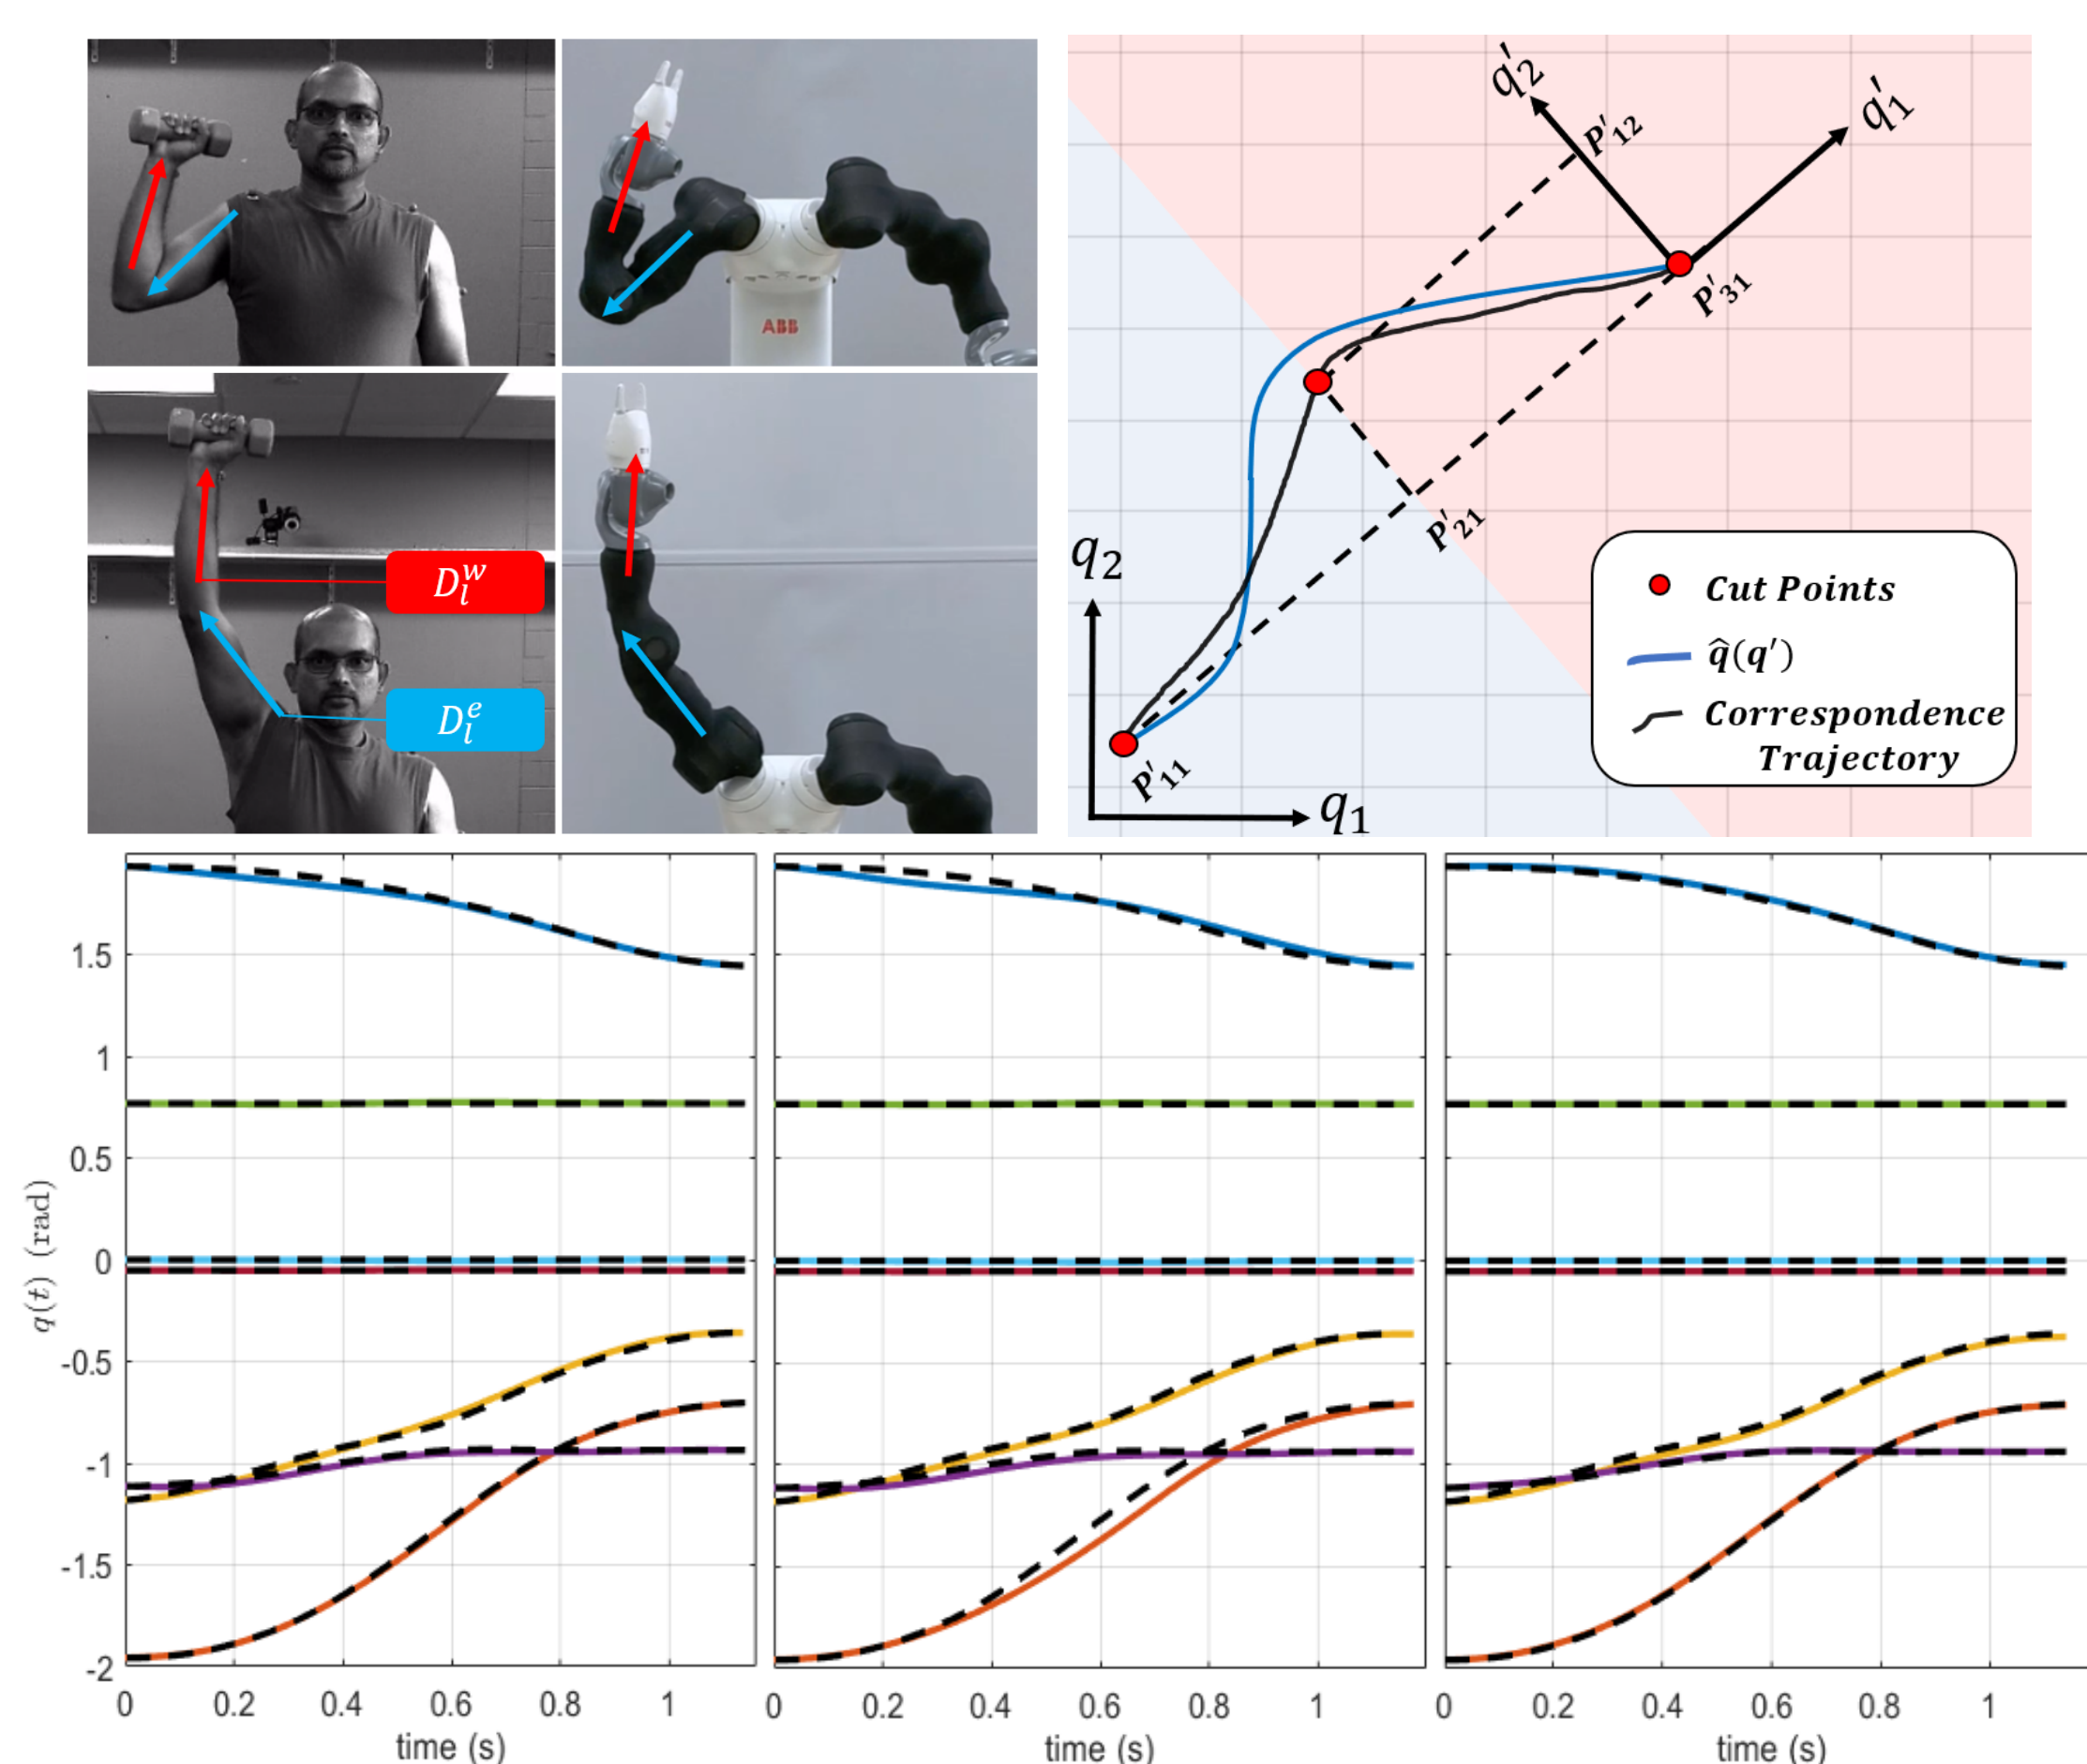 ABB
D_l^w
D_l^e
q'_2
q'_1
P'_12
P'_31
P'_21
P'_11
q_2
q_1
Cut Points
q̂(q′)
Correspondence
Trajectory
q(t) (rad)
1.5
1
0.5
0
-0.5
-1
-1.5
-2
0 0.2 0.4 0.6 0.8 1
time (s)
0 0.2 0.4 0.6 0.8 1
time (s)
0 0.2 0.4 0.6 0.8 1
time (s)